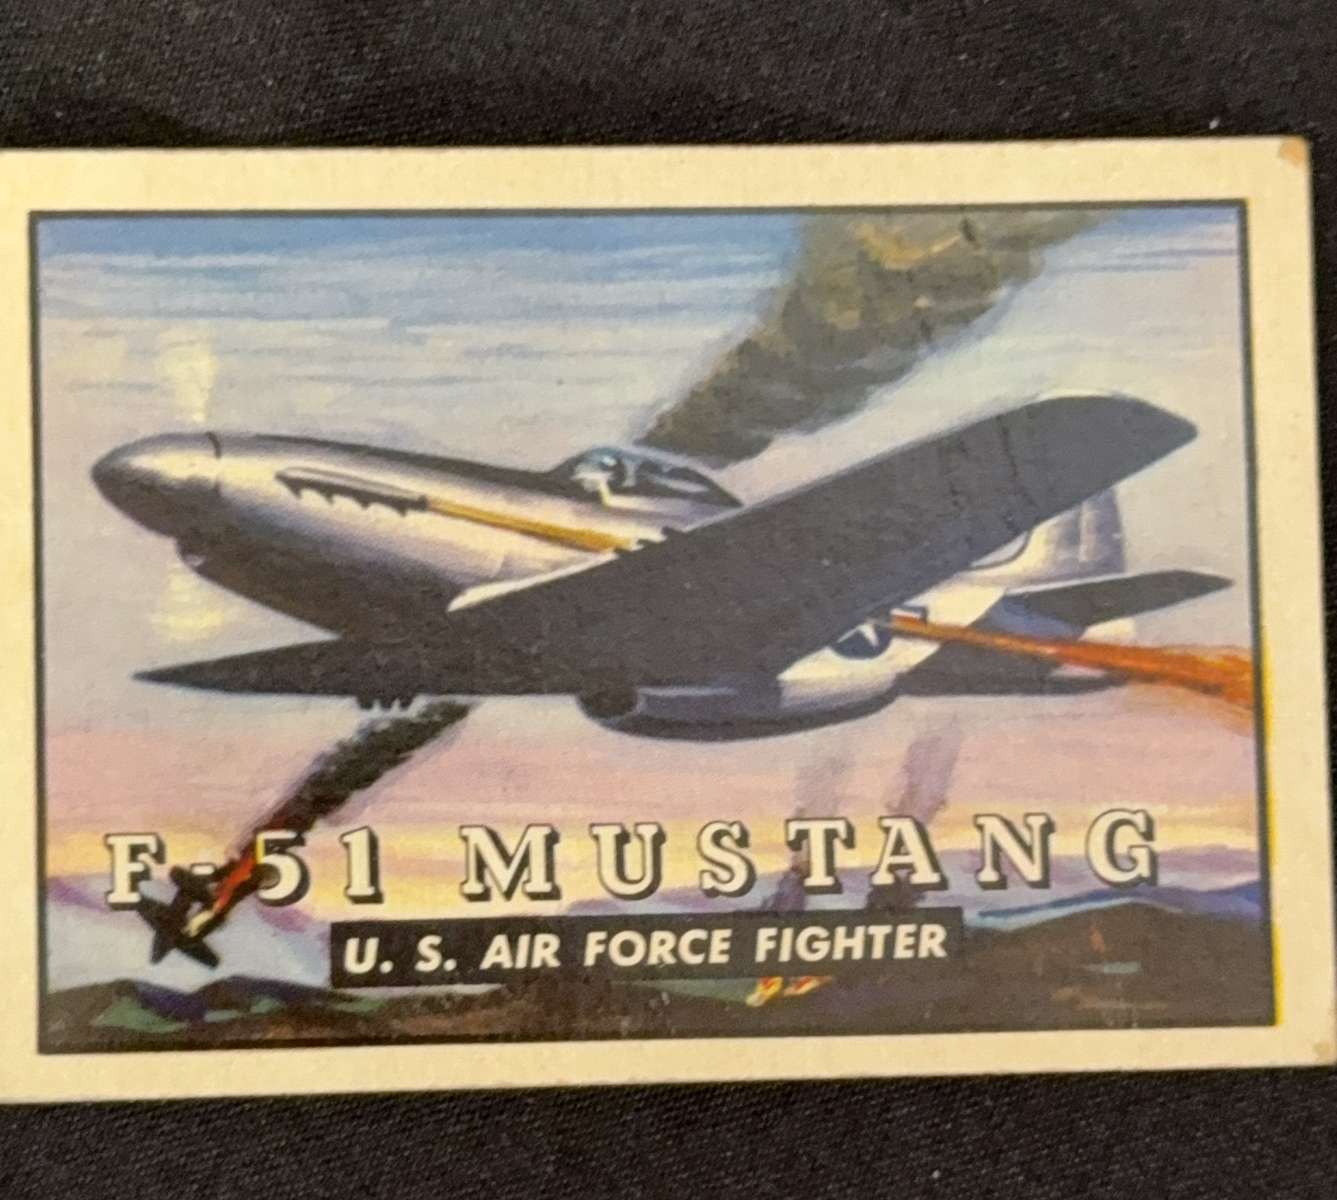 F-51 MUSTANG
U. S. AIR FORCE FIGHTER